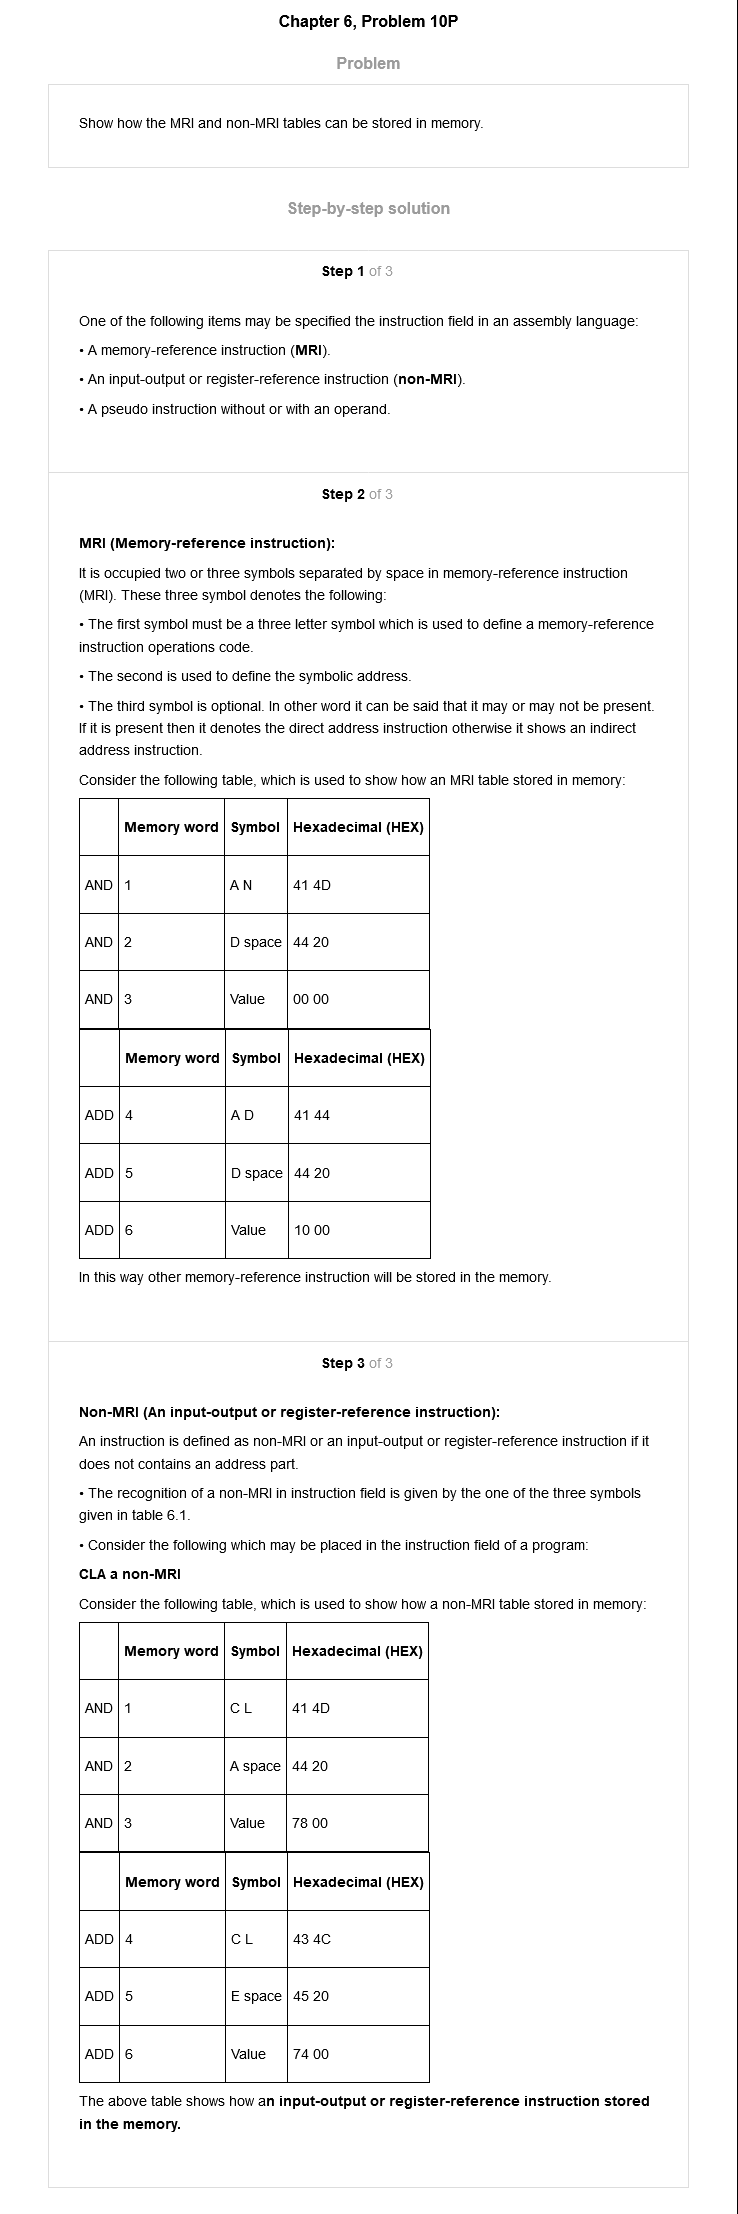 Chapter 6, Problem 10P
Problem
Show how the MRI and non-MRI tables can be stored in memory.
Step-by-step solution
Step 1 of 3
One of the following items may be specified the instruction field in an assembly language:
• A memory-reference instruction (MRI).
• An input-output or register-reference instruction (non-MRI).
• A pseudo instruction without or with an operand.
Step 2 of 3
MRI (Memory-reference instruction):
It is occupied two or three symbols separated by space in memory-reference instruction
(MRI). These three symbol denotes the following:
• The first symbol must be a three letter symbol which is used to define a memory-reference
instruction operations code.
• The second is used to define the symbolic address.
• The third symbol is optional. In other word it can be said that it may or may not be present.
If it is present then it denotes the direct address instruction otherwise it shows an indirect
address instruction.
Consider the following table, which is used to show how an MRI table stored in memory:
Memory word Symbol Hexadecimal (HEX)
AND 1 A N 41 4D
AND 2 D space 44 20
AND 3 Value 00 00
Memory word Symbol Hexadecimal (HEX)
ADD 4 A D 41 44
ADD 5 D space 44 20
ADD 6 Value 10 00
In this way other memory-reference instruction will be stored in the memory.
Step 3 of 3
Non-MRI (An input-output or register-reference instruction):
An instruction is defined as non-MRI or an input-output or register-reference instruction if it
does not contains an address part.
• The recognition of a non-MRI in instruction field is given by the one of the three symbols
given in table 6.1.
• Consider the following which may be placed in the instruction field of a program:
CLA a non-MRI
Consider the following table, which is used to show how a non-MRI table stored in memory:
Memory word Symbol Hexadecimal (HEX)
AND 1 C L 41 4D
AND 2 A space 44 20
AND 3 Value 78 00
Memory word Symbol Hexadecimal (HEX)
ADD 4 C L 43 4C
ADD 5 E space 45 20
ADD 6 Value 74 00
The above table shows how an input-output or register-reference instruction stored
in the memory.